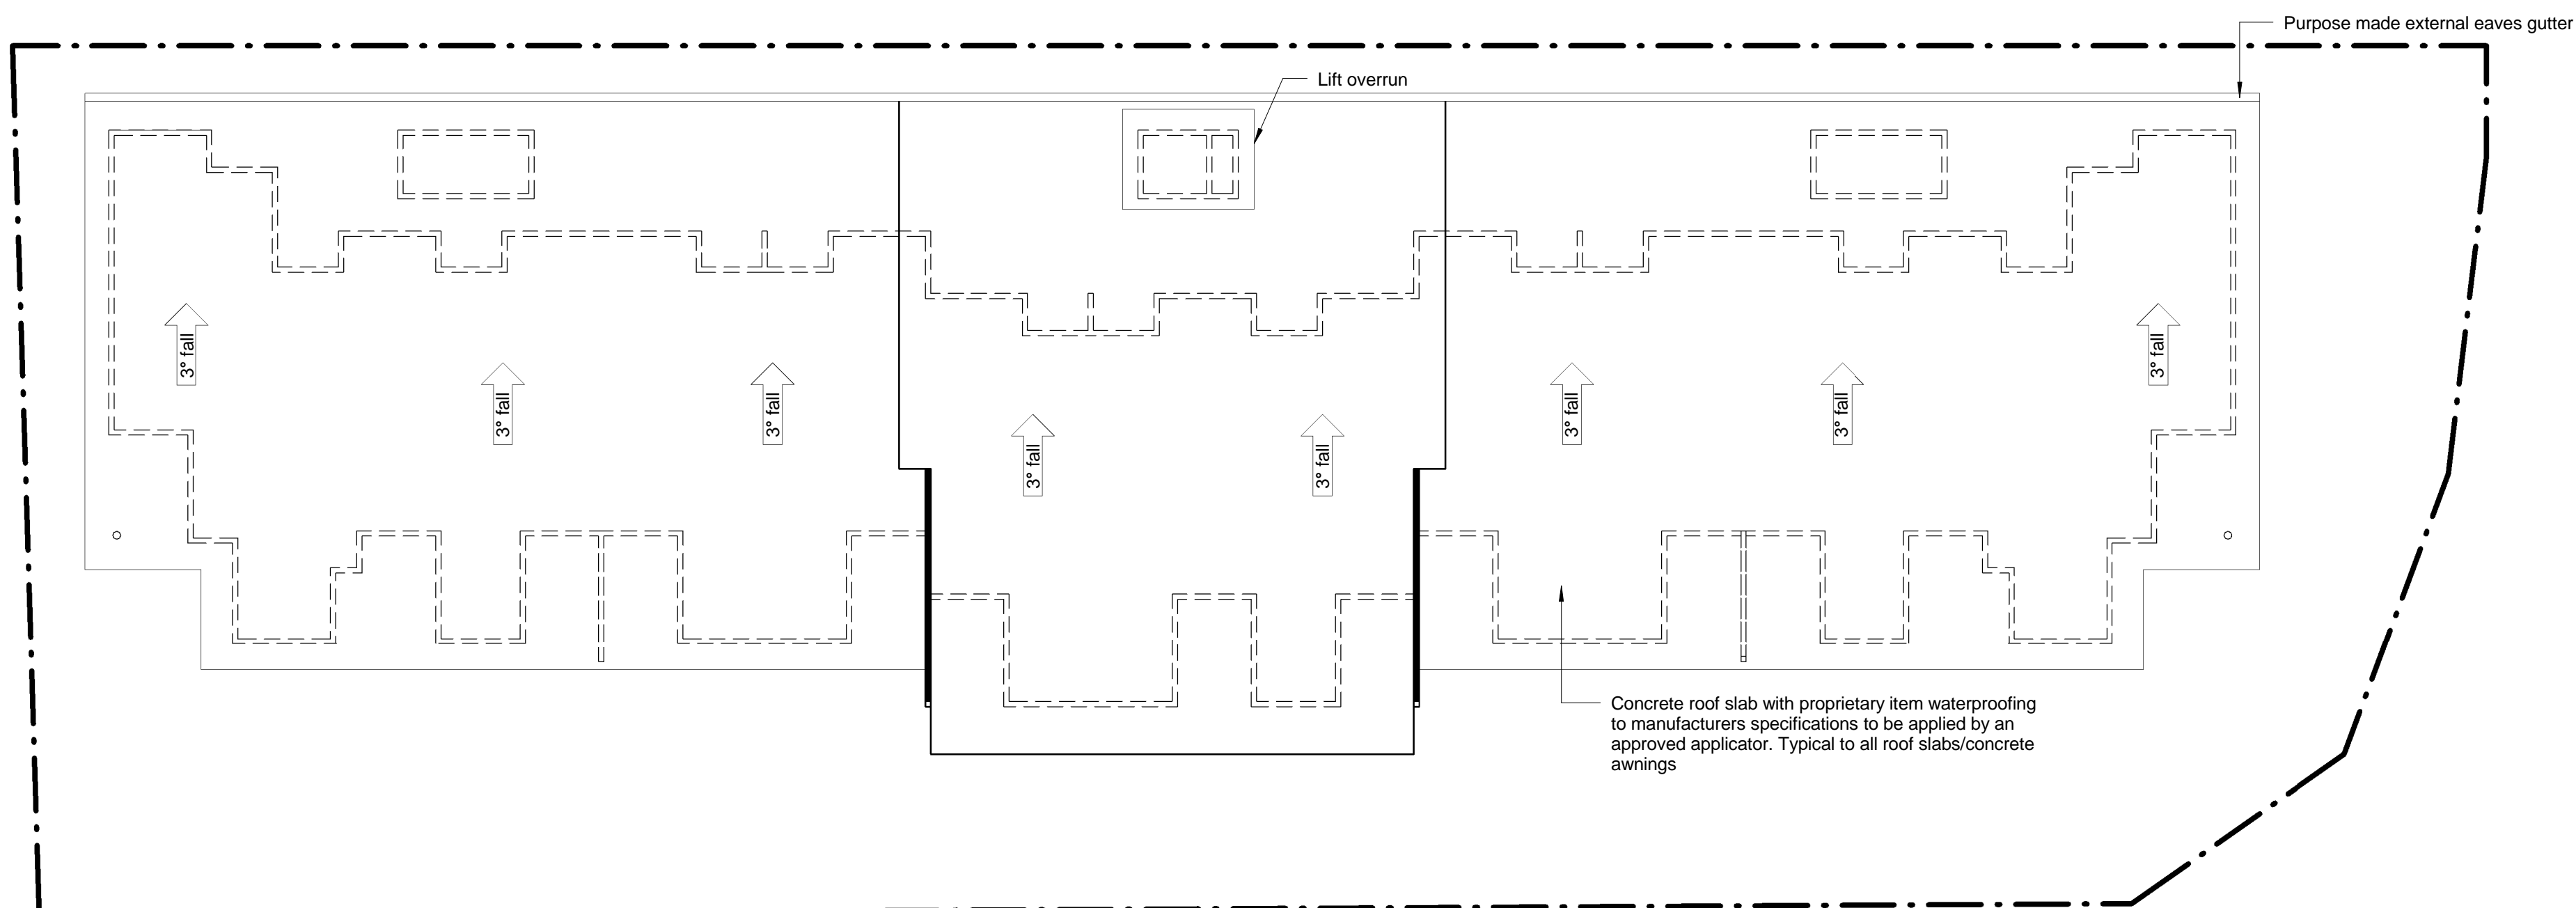 Purpose made external eaves gutter
Lift overrun
3° fall
3° fall
3° fall
3° fall
3° fall
3° fall
3° fall
3° fall
Concrete roof slab with proprietary item waterproofing
to manufacturers specifications to be applied by an
approved applicator. Typical to all roof slabs/concrete
awnings